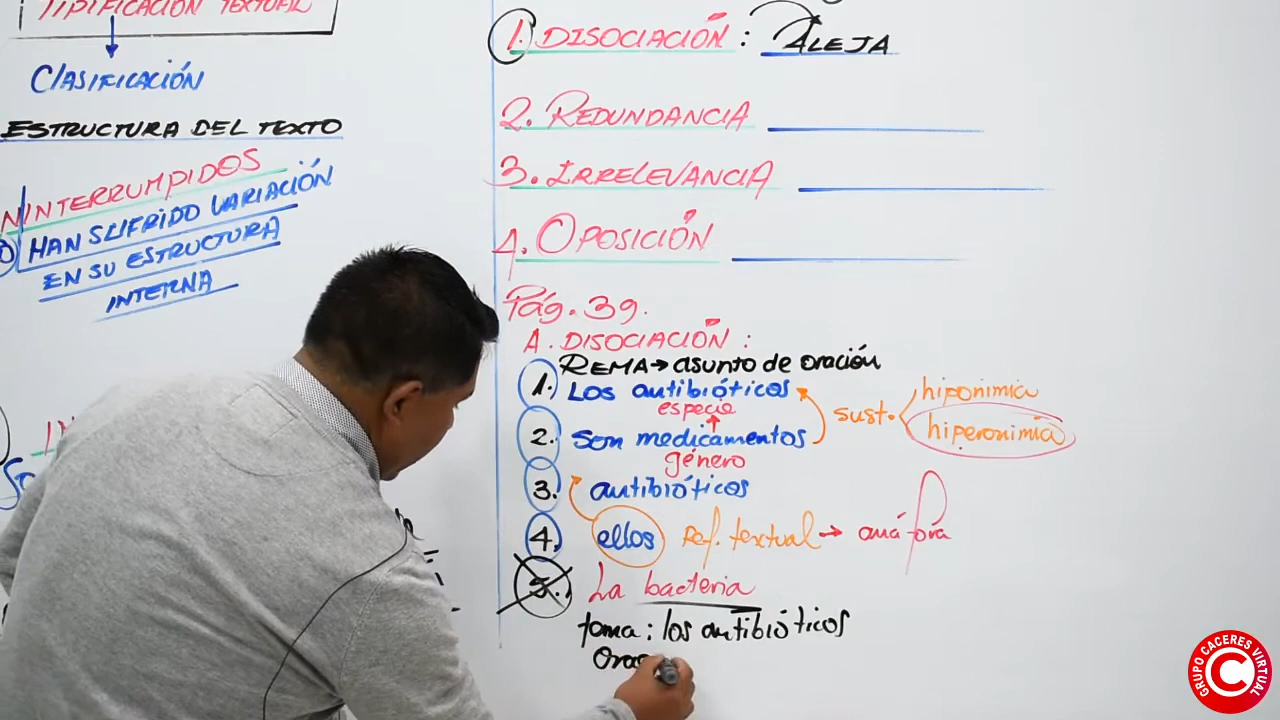 TIPIFICACIÓN TEXTUAL
Clasificación
ESTRUCTURA DEL TEXTO
ININTERRUMPIDOS
HAN SUFRIDO VARIACIÓN
EN SU ESTRUCTURA
INTERNA
1. DISOCIACIÓN: ALEJA
2. REDUNDANCIA
3. IRRELEVANCIA
4. OPOSICIÓN
Pág. 39.
A. DISOCIACIÓN:
REMA → asunto de oración
1. Los antibióticos
especie
2. Son medicamentos
género
sust. hiponimia
hiperonimia
3. antibióticos
4. ellos Ref. textual → anáfora
5. La bacteria
tema: los antibióticos
Orac
GRUPO CACERES VIRTUAL
C